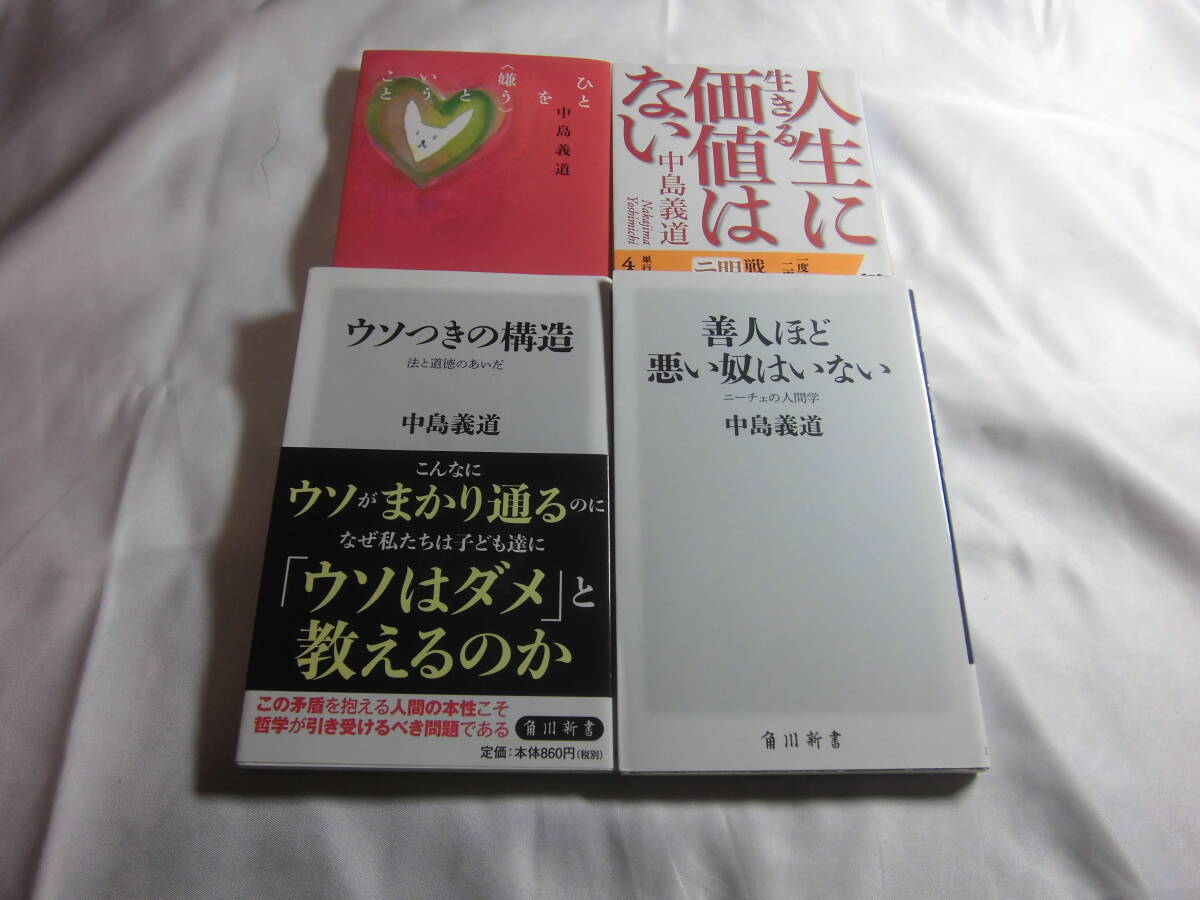 ひと
を
〈嫌う〉
という
こと
中島義道
人生に
生きる
価値は
ない
中島義道
Nakajima
Yoshimichi
一度
戦
明
単行
4
ウソつきの構造
法と道徳のあいだ
中島義道
こんなに
ウソがまかり通るのに
なぜ私たちは子ども達に
「ウソはダメ」と
教えるのか
この矛盾を抱える人間の本性こそ
哲学が引き受けるべき問題である
角川新書
定価：本体860円（税別）
善人ほど
悪い奴はいない
ニーチェの人間学
中島義道
角川新書